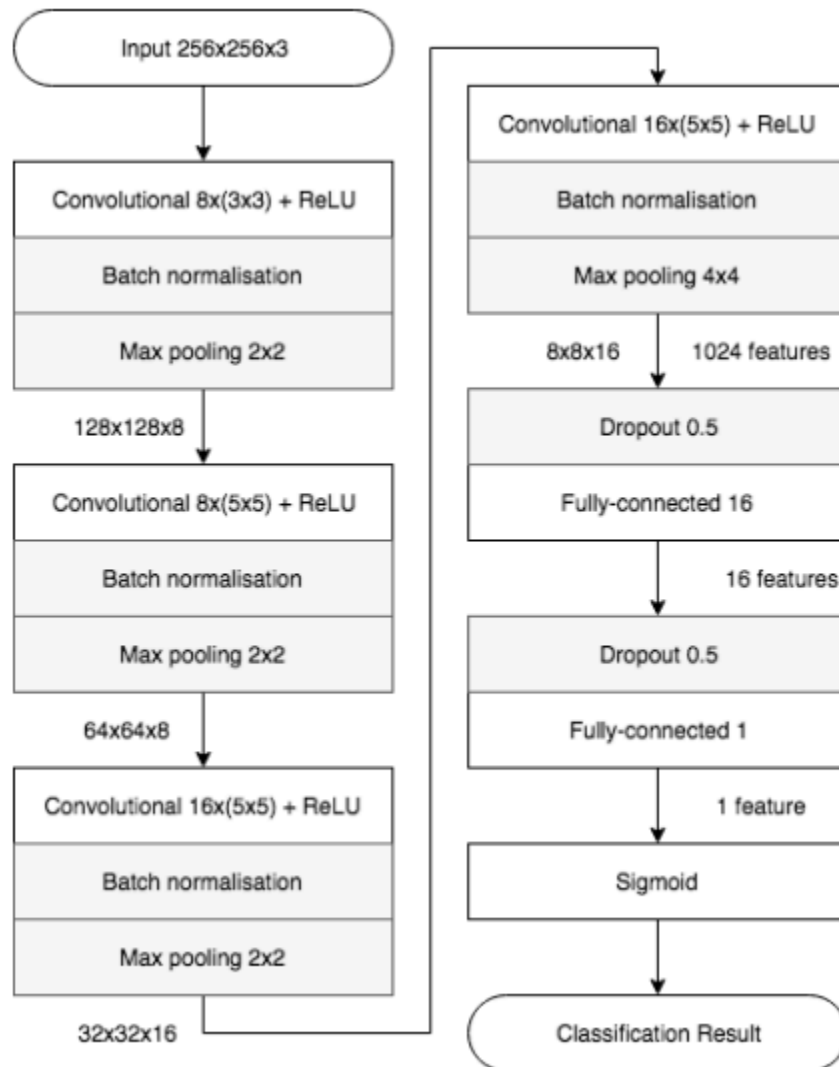 Input 256x256x3
Convolutional 8x(3x3) + ReLU
Batch normalisation
Max pooling 2x2
128x128x8
Convolutional 8x(5x5) + ReLU
Batch normalisation
Max pooling 2x2
64x64x8
Convolutional 16x(5x5) + ReLU
Batch normalisation
Max pooling 2x2
32x32x16
Convolutional 16x(5x5) + ReLU
Batch normalisation
Max pooling 4x4
8x8x16 1024 features
Dropout 0.5
Fully-connected 16
16 features
Dropout 0.5
Fully-connected 1
1 feature
Sigmoid
Classification Result